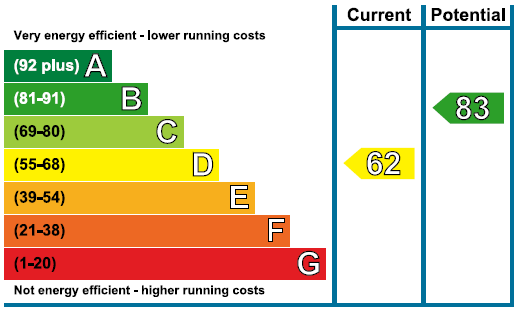 Current Potential
Very energy efficient - lower running costs
(92 plus) A
(81-91) B
83
(69-80) C
(55-68) D
62
(39-54) E
(21-38) F
(1-20) G
Not energy efficient - higher running costs